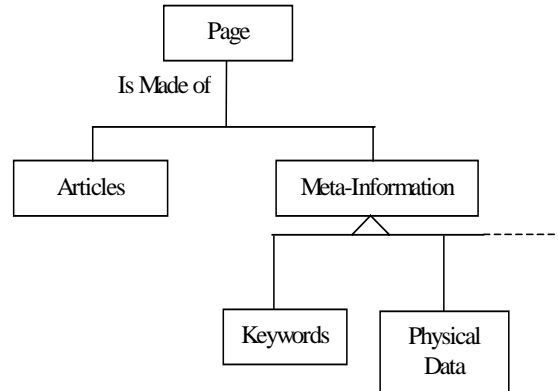 Page
Is Made of
Articles
Meta-Information
Keywords
Physical
Data